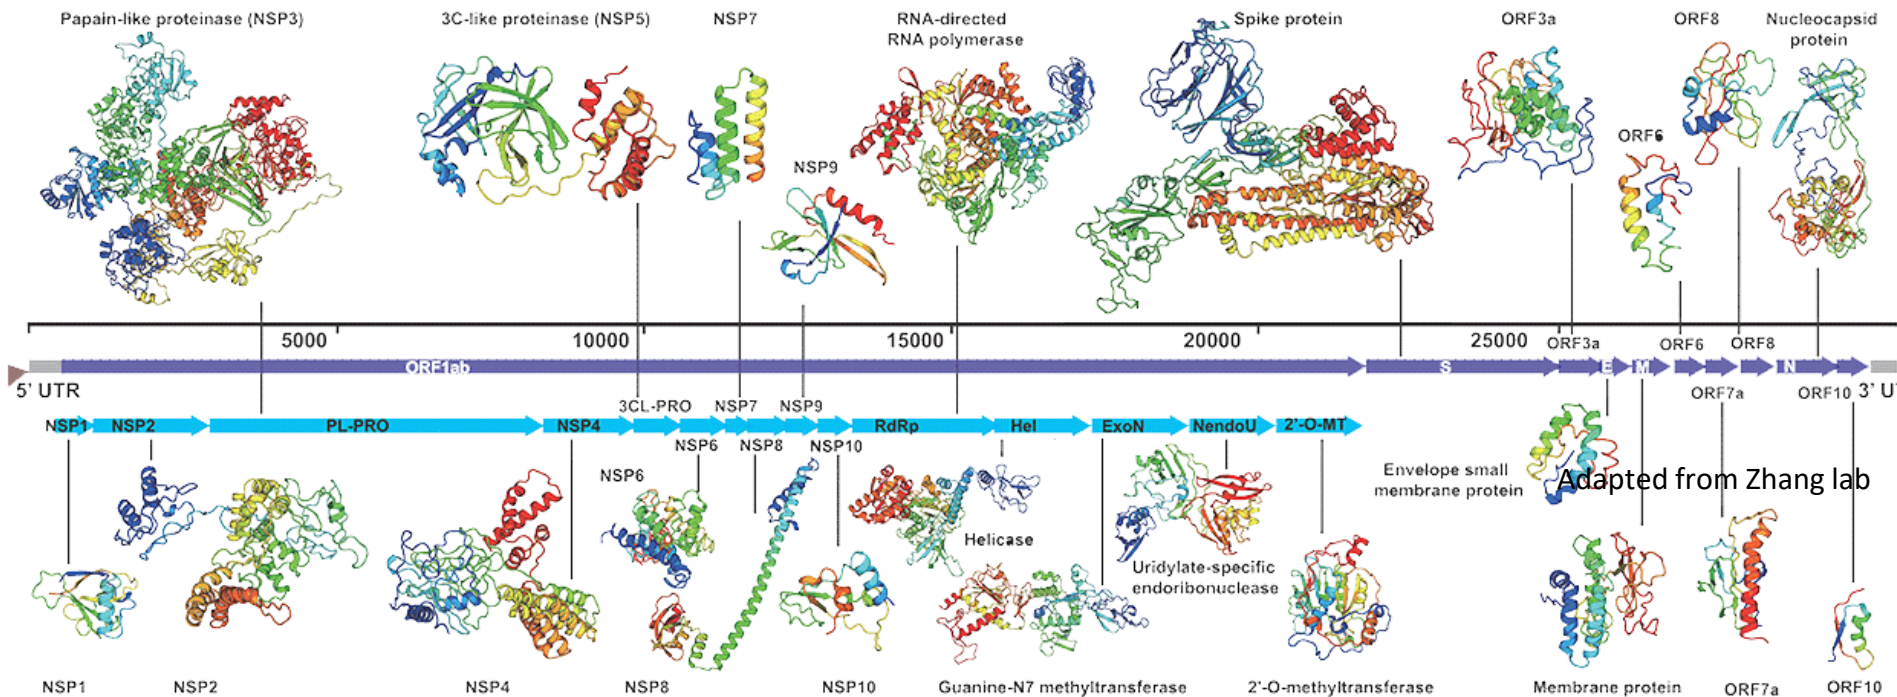 Papain-like proteinase (NSP3)
3C-like proteinase (NSP5)
NSP7
RNA-directed
RNA polymerase
Spike protein
ORF3a
ORF8
Nucleocapsid
protein
NSP9
ORF6
5000
10000
15000
20000
25000
ORF3a
ORF6
ORF8
ORF1ab
S
E
M
N
5' UTR
ORF7a
ORF10
3' UT
3CL-PRO
NSP7
NSP9
NSP1
NSP2
PL-PRO
NSP4
RdRp
Hel
ExoN
NendoU
2'-O-MT
NSP6
NSP8
NSP10
NSP6
Helicase
Uridylate-specific
endoribonuclease
Envelope small
membrane protein
Adapted from Zhang lab
NSP1
NSP2
NSP4
NSP8
NSP10
Guanine-N7 methyltransferase
2'-O-methyltransferase
Membrane protein
ORF7a
ORF10